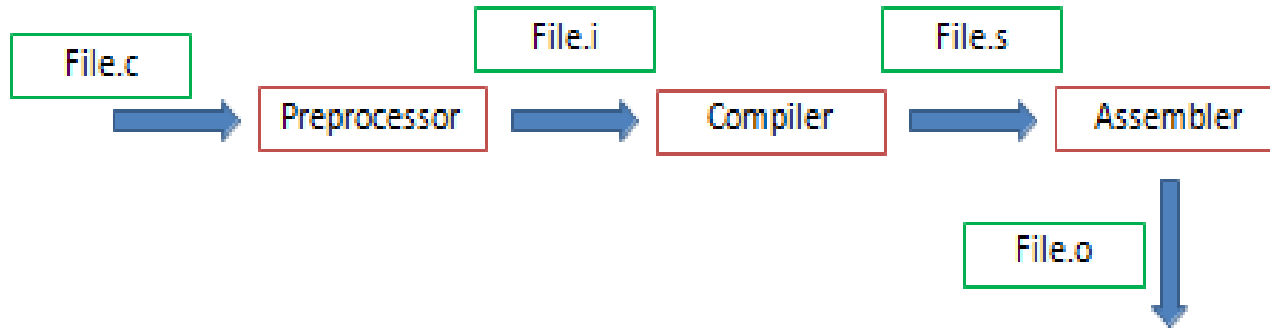 File.c
File.i
File.s
Preprocessor
Compiler
Assembler
File.o